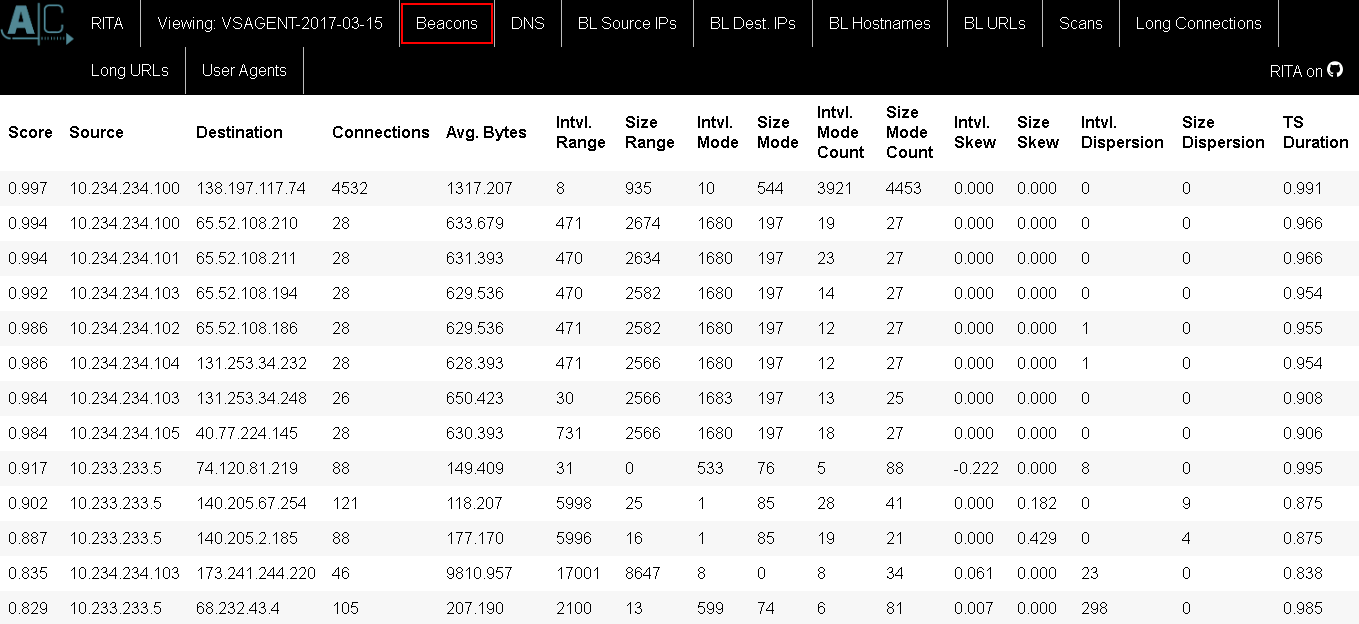 AC RITA Viewing: VSAGENT-2017-03-15 Beacons DNS BL Source IPs BL Dest. IPs BL Hostnames BL URLs Scans Long Connections
Long URLs User Agents RITA on
Score Source Destination Connections Avg. Bytes Intvl. Range Size Range Intvl. Mode Size Mode Intvl. Mode Count Size Mode Count Intvl. Skew Size Skew Intvl. Dispersion Size Dispersion TS Duration
0.997 10.234.234.100 138.197.117.74 4532 1317.207 8 935 10 544 3921 4453 0.000 0.000 0 0 0.991
0.994 10.234.234.100 65.52.108.210 28 633.679 471 2674 1680 197 19 27 0.000 0.000 0 0 0.966
0.994 10.234.234.101 65.52.108.211 28 631.393 470 2634 1680 197 23 27 0.000 0.000 0 0 0.966
0.992 10.234.234.103 65.52.108.194 28 629.536 470 2582 1680 197 14 27 0.000 0.000 0 0 0.954
0.986 10.234.234.102 65.52.108.186 28 629.536 471 2582 1680 197 12 27 0.000 0.000 1 0 0.955
0.986 10.234.234.104 131.253.34.232 28 628.393 471 2566 1680 197 12 27 0.000 0.000 1 0 0.954
0.984 10.234.234.103 131.253.34.248 26 650.423 30 2566 1683 197 13 25 0.000 0.000 0 0 0.908
0.984 10.234.234.105 40.77.224.145 28 630.393 731 2566 1680 197 18 27 0.000 0.000 0 0 0.906
0.917 10.233.233.5 74.120.81.219 88 149.409 31 0 533 76 5 88 -0.222 0.000 8 0 0.995
0.902 10.233.233.5 140.205.67.254 121 118.207 5998 25 1 85 28 41 0.000 0.182 0 9 0.875
0.887 10.233.233.5 140.205.2.185 88 177.170 5996 16 1 85 19 21 0.000 0.429 0 4 0.875
0.835 10.234.234.103 173.241.244.220 46 9810.957 17001 8647 8 0 8 34 0.061 0.000 23 0 0.838
0.829 10.233.233.5 68.232.43.4 105 207.190 2100 13 599 74 6 81 0.007 0.000 298 0 0.985